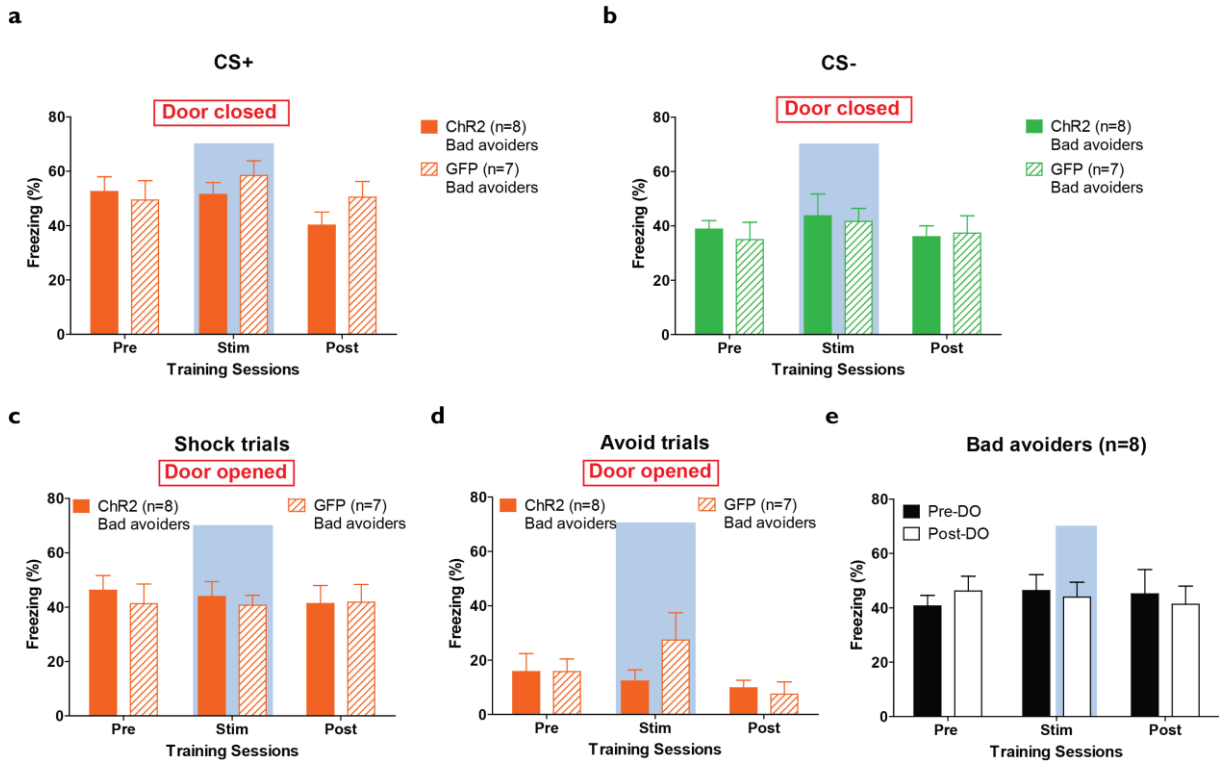 a
CS+
Door closed
ChR2 (n=8)
Bad avoiders
GFP (n=7)
Bad avoiders
Freezing (%)
80
60
40
20
0
Pre
Stim
Post
Training Sessions
b
CS-
Door closed
ChR2 (n=8)
Bad avoiders
GFP (n=7)
Bad avoiders
Freezing (%)
80
60
40
20
0
Pre
Stim
Post
Training Sessions
c
Shock trials
Door opened
ChR2 (n=8)
Bad avoiders
GFP (n=7)
Bad avoiders
Freezing (%)
80
60
40
20
0
Pre
Stim
Post
Training Sessions
d
Avoid trials
Door opened
ChR2 (n=8)
Bad avoiders
GFP (n=7)
Bad avoiders
Freezing (%)
80
60
40
20
0
Pre
Stim
Post
Training Sessions
e
Bad avoiders (n=8)
Pre-DO
Post-DO
Freezing (%)
80
60
40
20
0
Pre
Stim
Post
Training Sessions